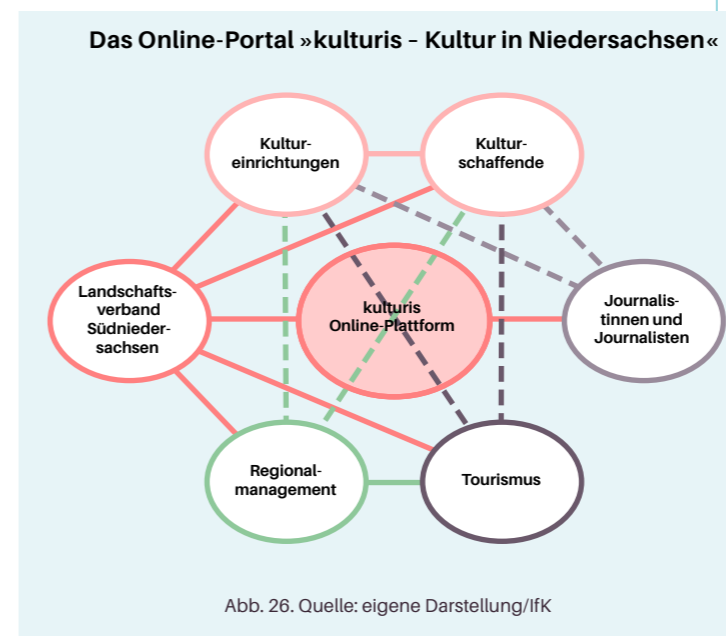 Das Online-Portal »kulturis – Kultur in Niedersachsen«
Kultur-
einrichtungen
Kultur-
schaffende
Landschafts-
verband
Südnieder-
sachsen
kulturis
Online-Plattform
Journalis-
tinnen und
Journalisten
Regional-
management
Tourismus
Abb. 26. Quelle: eigene Darstellung/IfK